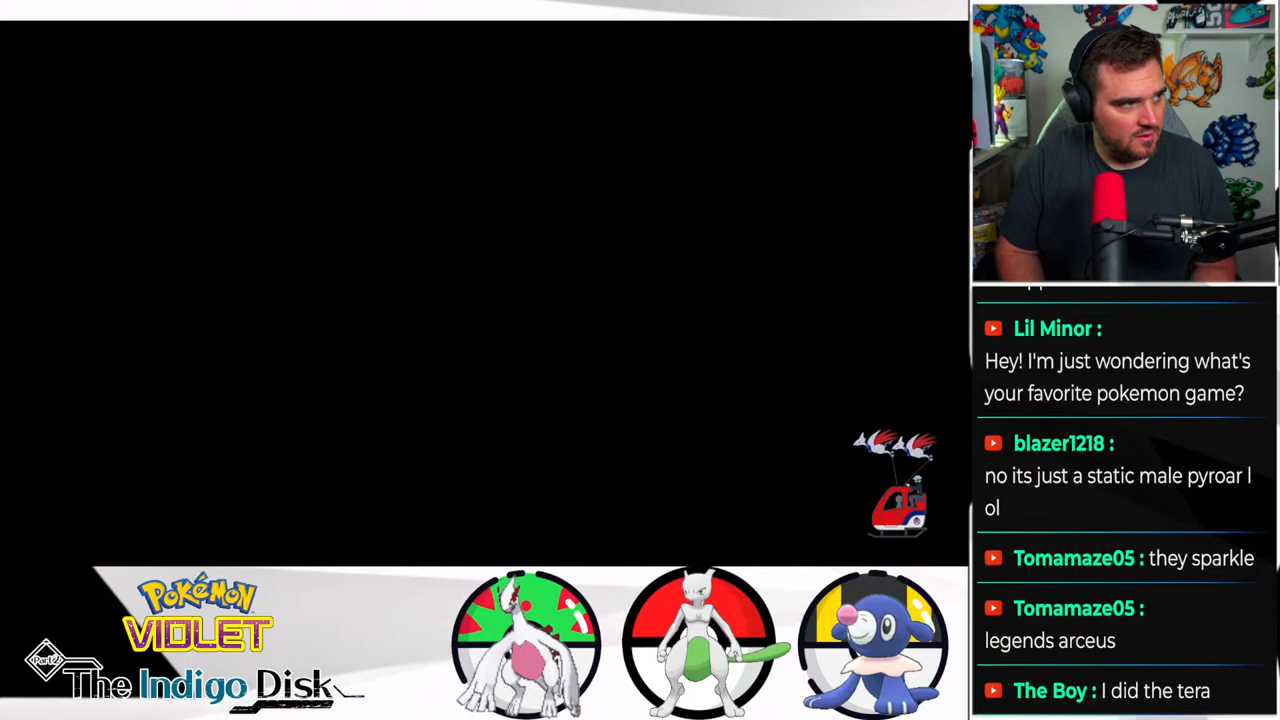 Lil Minor :
Hey! I'm just wondering what's
your favorite pokemon game?
blazer1218 :
no its just a static male pyroar l
ol
Tomamaze05 : they sparkle
Tomamaze05 :
legends arceus
The Boy : I did the tera
POKéMON
VIOLET
Part2
The Indigo Disk